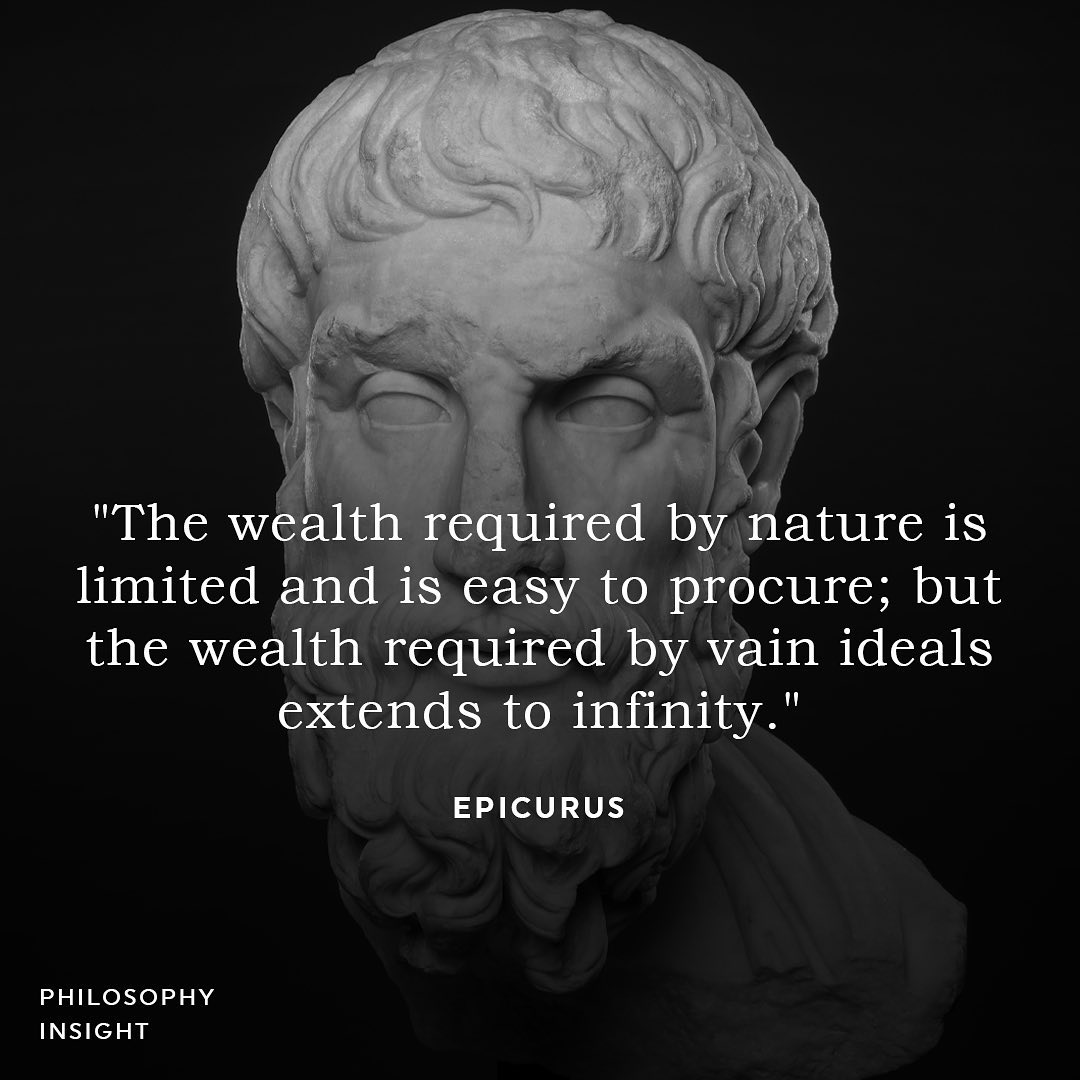 "The wealth required by nature is
limited and is easy to procure; but
the wealth required by vain ideals
extends to infinity."
EPICURUS
PHILOSOPHY
INSIGHT